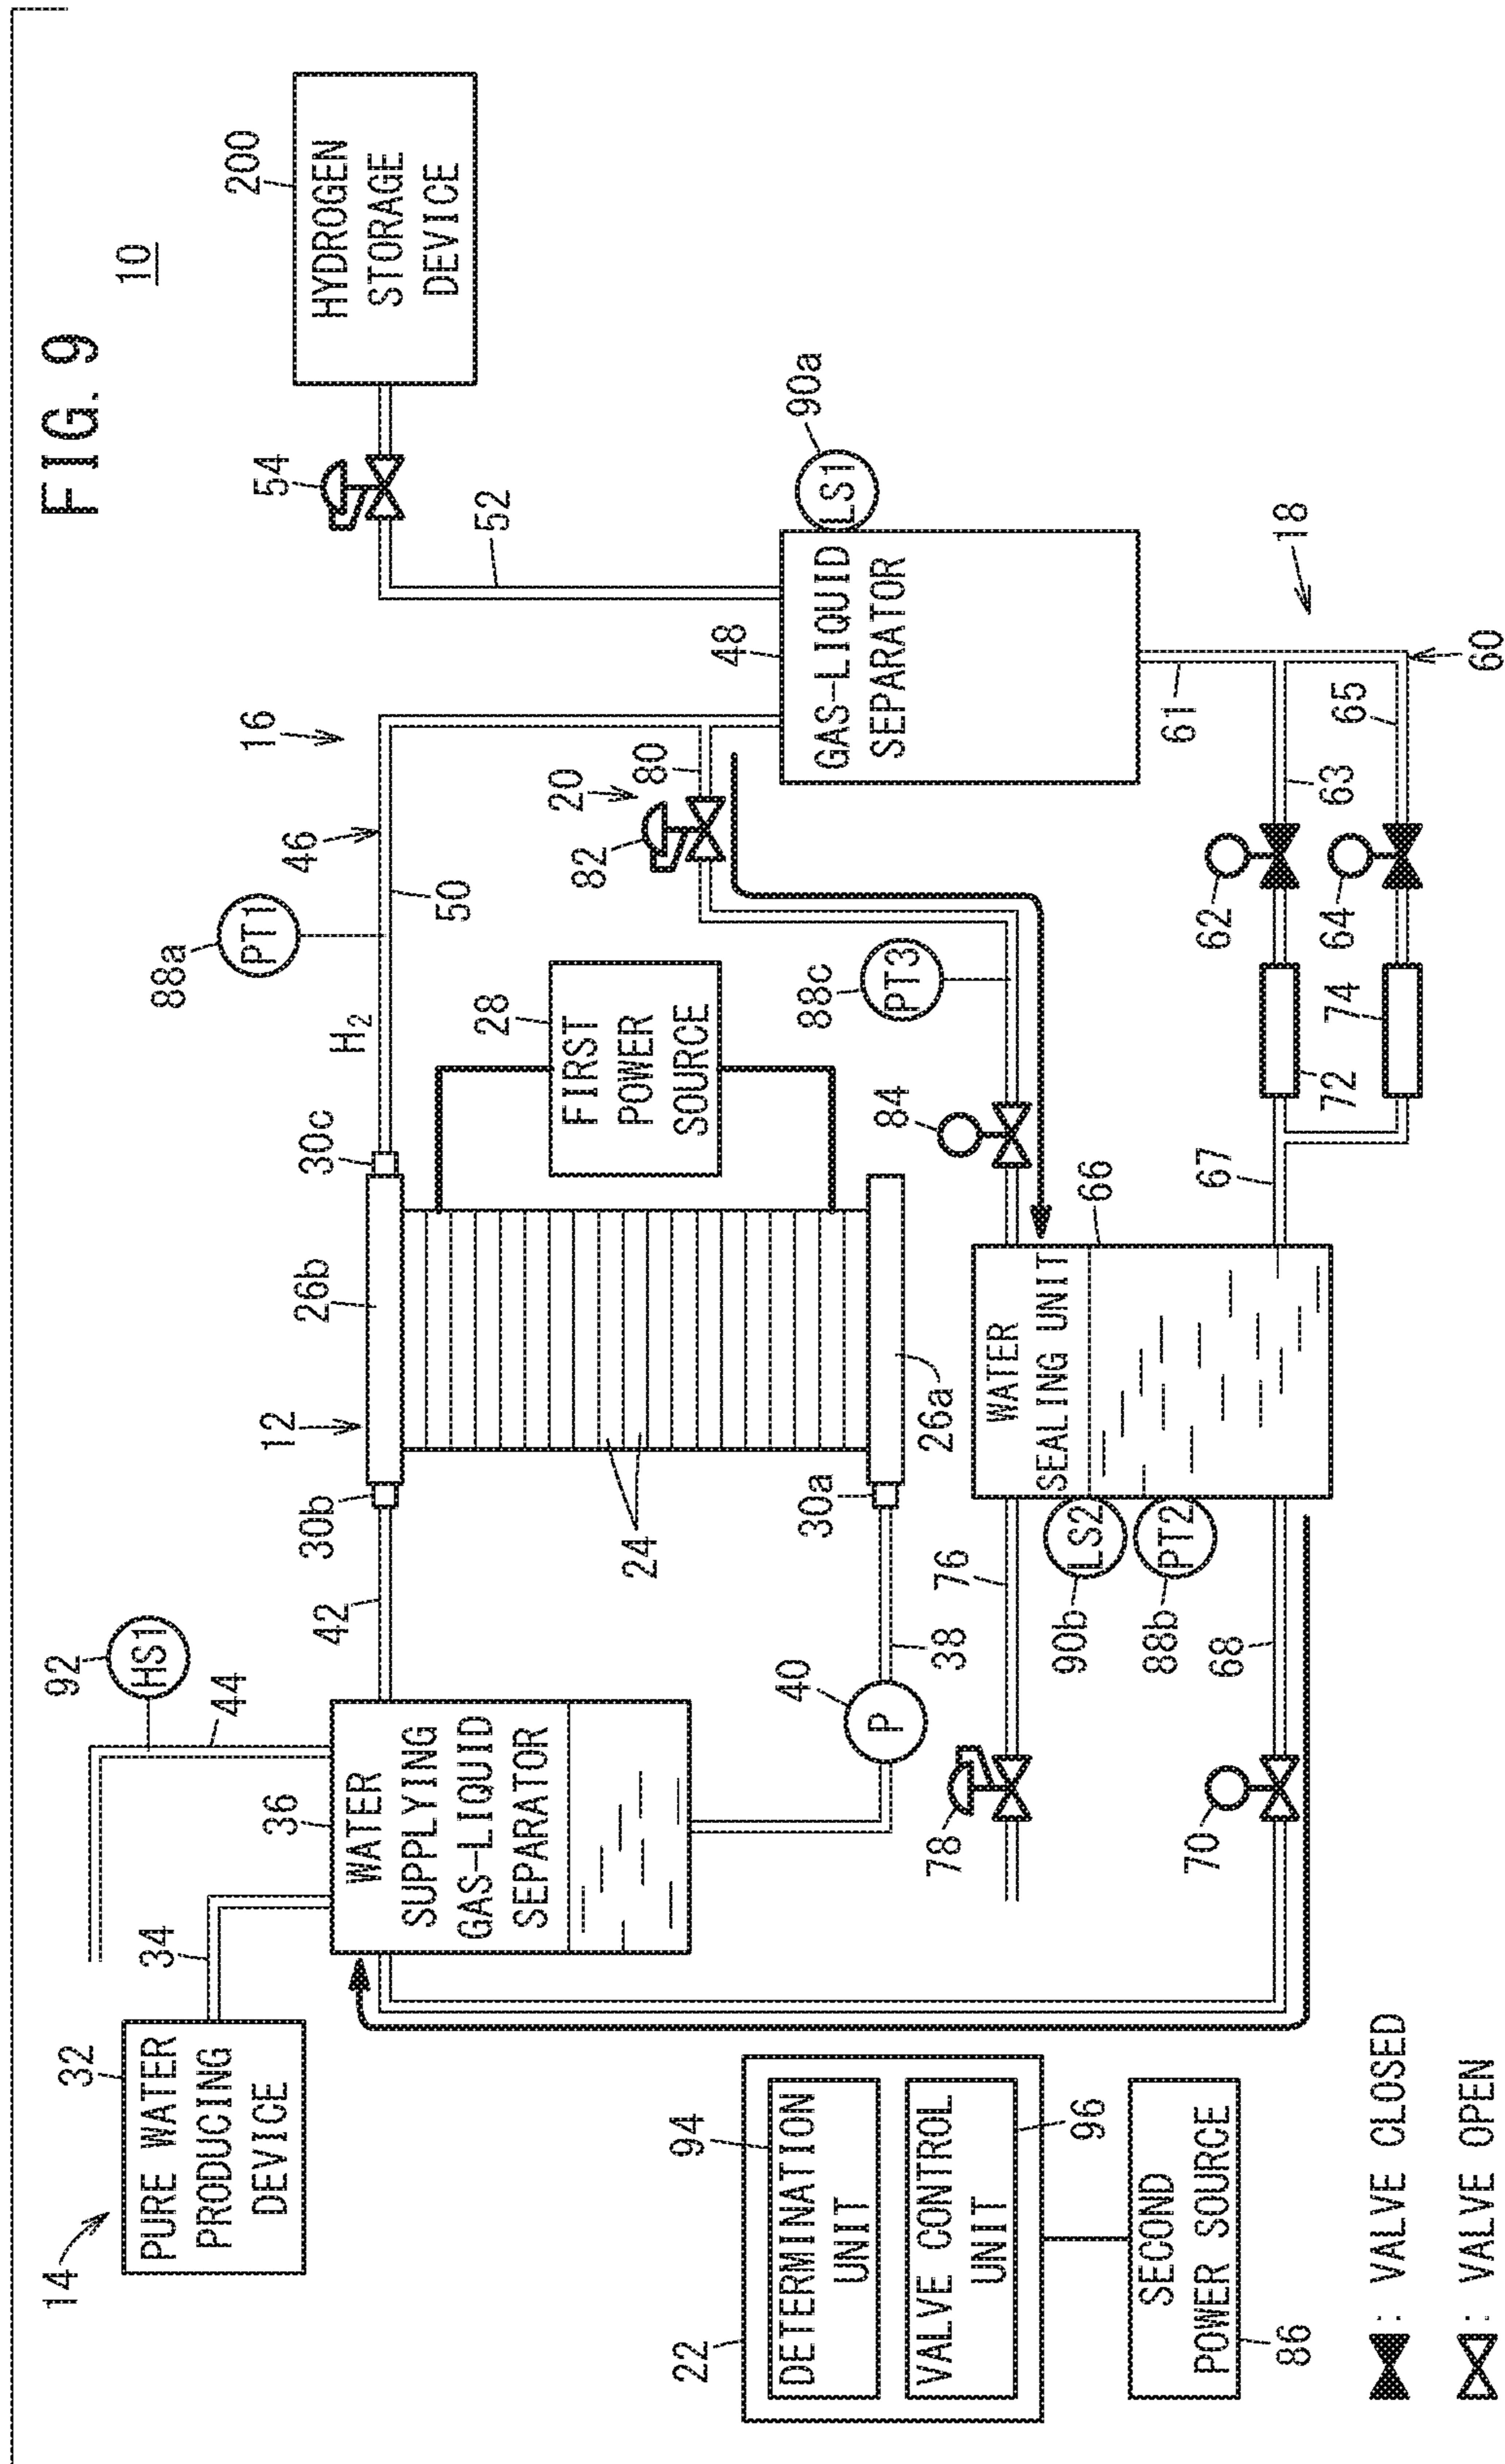 FIG. 9
10
14
32
PURE WATER
PRODUCING
DEVICE
34
44
92
HS1
36
WATER
SUPPLYING
GAS-LIQUID
SEPARATOR
42
30b
12
26b
30c
H2
88a
PT1
46
50
16
52
54
200
HYDROGEN
STORAGE
DEVICE
24
28
FIRST
POWER
SOURCE
40
P
38
30a
26a
20
82
80
48
GAS-LIQUID
SEPARATOR
LS1
90a
88c
PT3
84
78
76
WATER
SEALING UNIT
66
90b
LS2
88b
PT2
70
68
67
72
74
62
64
63
65
61
60
18
22
94
DETERMINATION
UNIT
VALVE CONTROL
UNIT
96
SECOND
POWER SOURCE
86
: VALVE CLOSED
: VALVE OPEN